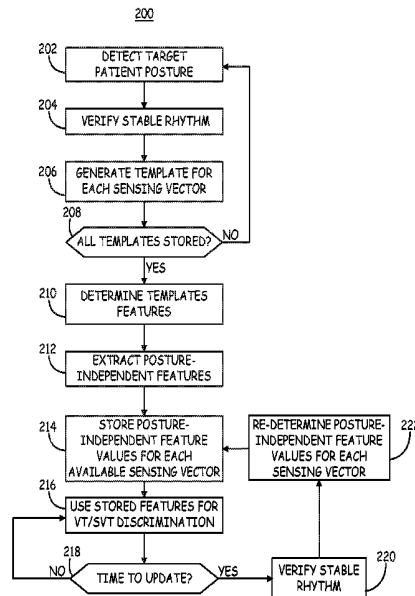 200
202
DETECT TARGET
PATIENT POSTURE
204
VERIFY STABLE RHYTHM
206
GENERATE TEMPLATE FOR
EACH SENSING VECTOR
208
ALL TEMPLATES STORED?
NO
YES
210
DETERMINE TEMPLATES
FEATURES
212
EXTRACT POSTURE-
INDEPENDENT FEATURES
214
STORE POSTURE-
INDEPENDENT FEATURE
VALUES FOR EACH
AVAILABLE SENSING VECTOR
RE-DETERMINE POSTURE-
INDEPENDENT FEATURE
VALUES FOR EACH
SENSING VECTOR
216
USE STORED FEATURES FOR
VT/SVT DISCRIMINATION
NO
218
TIME TO UPDATE?
YES
VERIFY STABLE
RHYTHM
220